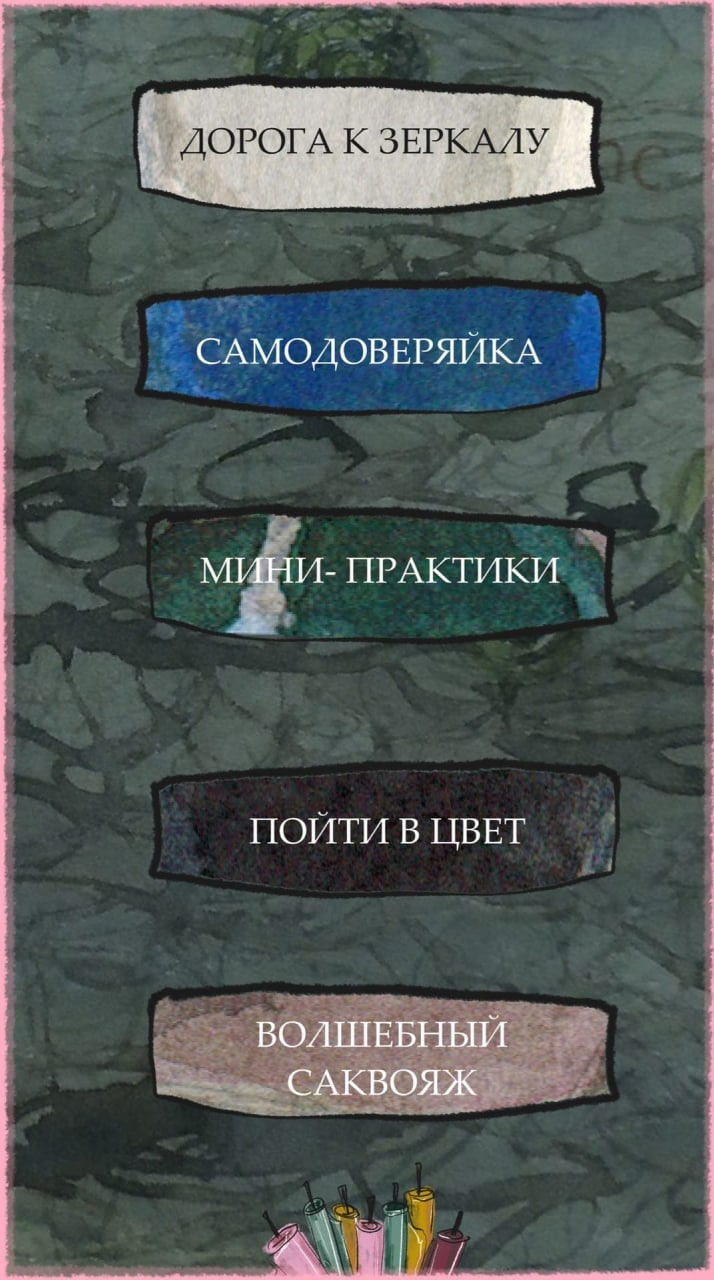 ДОРОГА К ЗЕРКАЛУ
САМОДОВЕРЯЙКА
МИНИ- ПРАКТИКИ
ПОЙТИ В ЦВЕТ
ВОЛШЕБНЫЙ
САКВОЯЖ